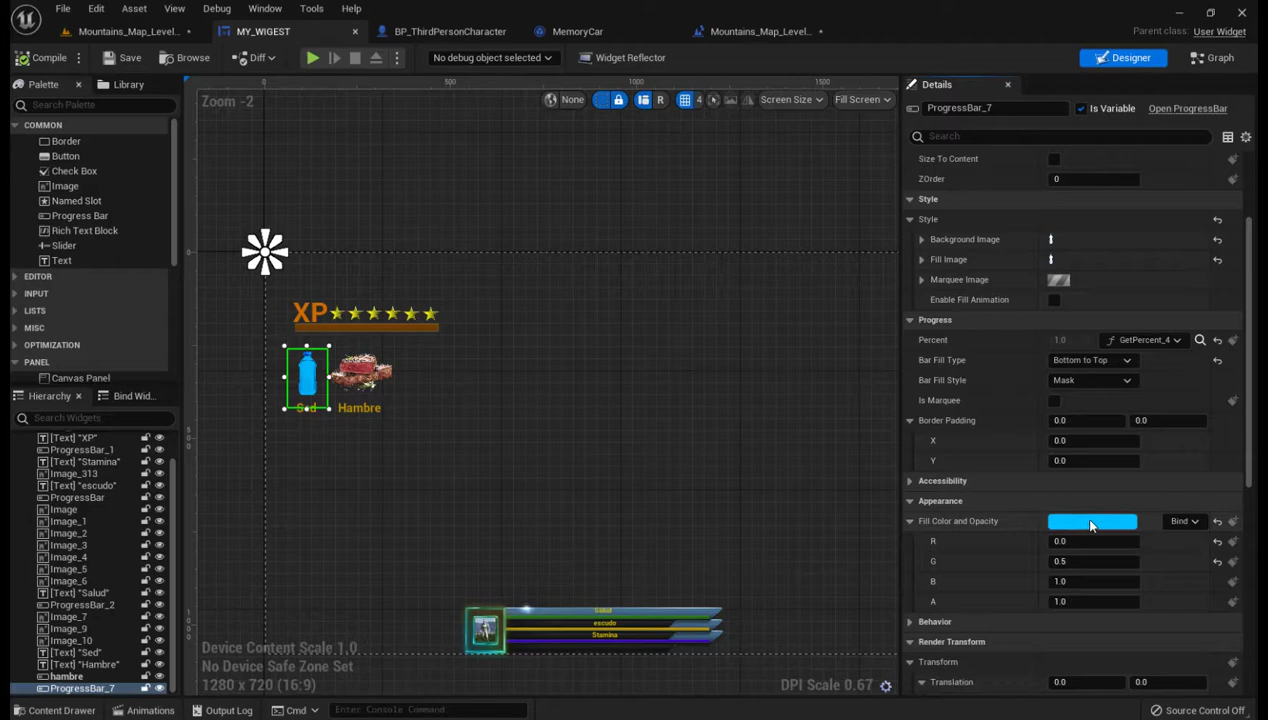 File Edit Asset View Debug Window Tools Help
Mountains_Map_Level...
MY_WIGEST
BP_ThirdPersonCharacter
MemoryCar
Mountains_Map_Level...
Parent class: User Widget
Compile Save Browse Diff No debug object selected Widget Reflector Designer Graph
Palette Library
Search Palette
COMMON
Border
Button
Check Box
Image
Named Slot
Progress Bar
Rich Text Block
Slider
Text
EDITOR
INPUT
LISTS
MISC
OPTIMIZATION
PANEL
Canvas Panel
Hierarchy Bind Wid...
Search Widgets
[Text] "XP"
ProgressBar_1
[Text] "Stamina"
Image_313
[Text] "escudo"
ProgressBar
Image
Image_1
Image_2
Image_3
Image_4
Image_5
Image_6
[Text] "Salud"
ProgressBar_2
Image_7
Image_9
Image_10
[Text] "Sed"
[Text] "Hambre"
hambre
ProgressBar_7
0 500 1000 1500
Zoom -2
None R 4 Screen Size Fill Screen
0
XP
Sed Hambre
5
0
0
Salud
escudo
Stamina
Device Content Scale 1.0
No Device Safe Zone Set
1280 x 720 (16:9)
DPI Scale 0.67
Details
ProgressBar_7 Is Variable Open ProgressBar
Search
Size To Content
ZOrder 0
Style
Style
Background Image
Fill Image
Marquee Image
Enable Fill Animation
Progress
Percent 1.0 GetPercent_4
Bar Fill Type Bottom to Top
Bar Fill Style Mask
Is Marquee
Border Padding 0.0 0.0
X 0.0
Y 0.0
Accessibility
Appearance
Fill Color and Opacity Bind
R 0.0
G 0.5
B 1.0
A 1.0
Behavior
Render Transform
Transform
Translation 0.0 0.0
Content Drawer Animations Output Log Cmd Enter Console Command Source Control Off